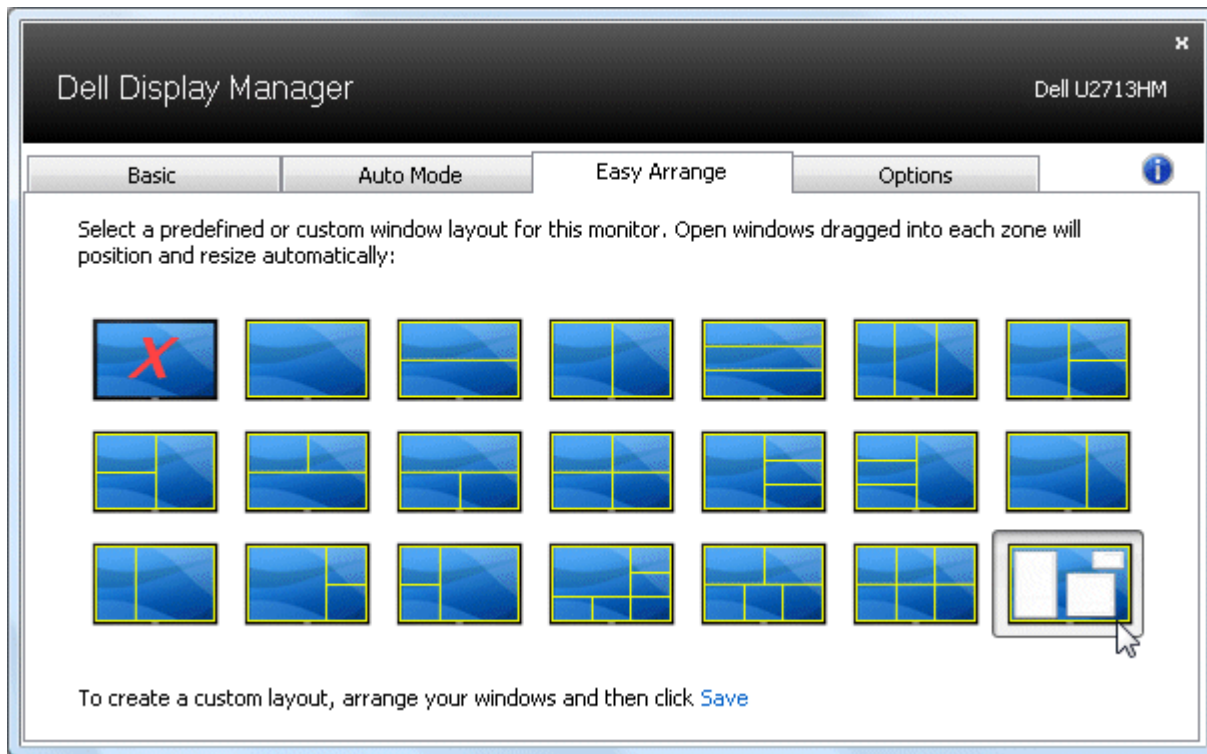 Dell Display Manager
Dell U2713HM
Basic
Auto Mode
Easy Arrange
Options
Select a predefined or custom window layout for this monitor. Open windows dragged into each zone will
position and resize automatically:
To create a custom layout, arrange your windows and then click Save